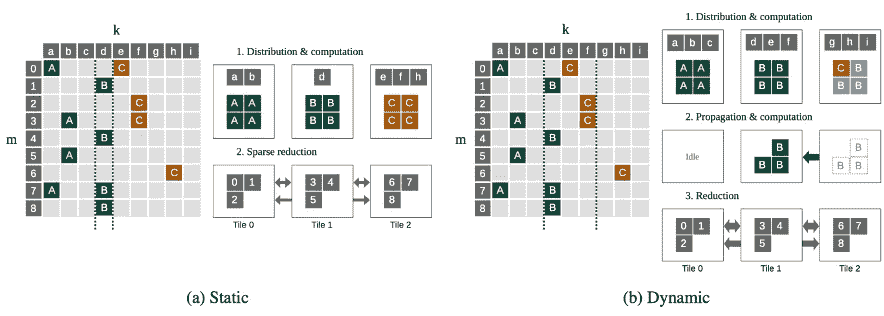 k
a b c d e f g h i
m
0 A C
1 B
2 C
3 A C
4 B
5 A
6 C
7 A B
8 B
1. Distribution & computation
a b d e f h
A A B B C C
A A B B C C
2. Sparse reduction
0 1 3 4 6 7
2 5 8
Tile 0 Tile 1 Tile 2
(a) Static
k
a b c d e f g h i
m
0 A C
1 B
2 C
3 A C
4 B
5 A
6 C
7 A B
8 B
1. Distribution & computation
a b c d e f g h i
A A B B C B
A A B B B B
2. Propagation & computation
Idle
B B
B B B B
3. Reduction
0 1 3 4 6 7
2 5 8
Tile 0 Tile 1 Tile 2
(b) Dynamic